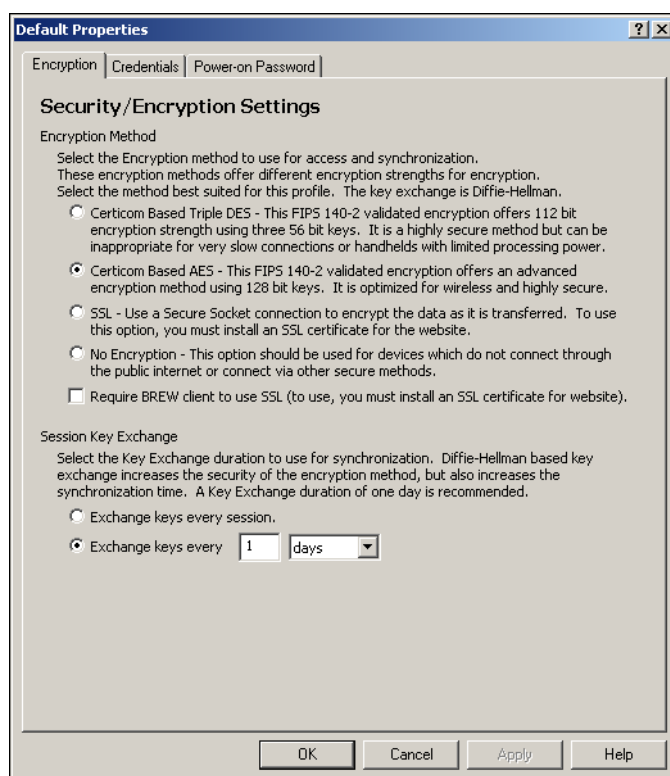 Default Properties
Encryption Credentials Power-on Password
Security/Encryption Settings
Encryption Method
Select the Encryption method to use for access and synchronization.
These encryption methods offer different encryption strengths for encryption.
Select the method best suited for this profile. The key exchange is Diffie-Hellman.
Certicom Based Triple DES - This FIPS 140-2 validated encryption offers 112 bit
encryption strength using three 56 bit keys. It is a highly secure method but can be
inappropriate for very slow connections or handhelds with limited processing power.
Certicom Based AES - This FIPS 140-2 validated encryption offers an advanced
encryption method using 128 bit keys. It is optimized for wireless and highly secure.
SSL - Use a Secure Socket connection to encrypt the data as it is transferred. To use
this option, you must install an SSL certificate for the website.
No Encryption - This option should be used for devices which do not connect through
the public internet or connect via other secure methods.
Require BREW client to use SSL (to use, you must install an SSL certificate for website).
Session Key Exchange
Select the Key Exchange duration to use for synchronization. Diffie-Hellman based key
exchange increases the security of the encryption method, but also increases the
synchronization time. A Key Exchange duration of one day is recommended.
Exchange keys every session.
Exchange keys every 1 days
OK Cancel Apply Help